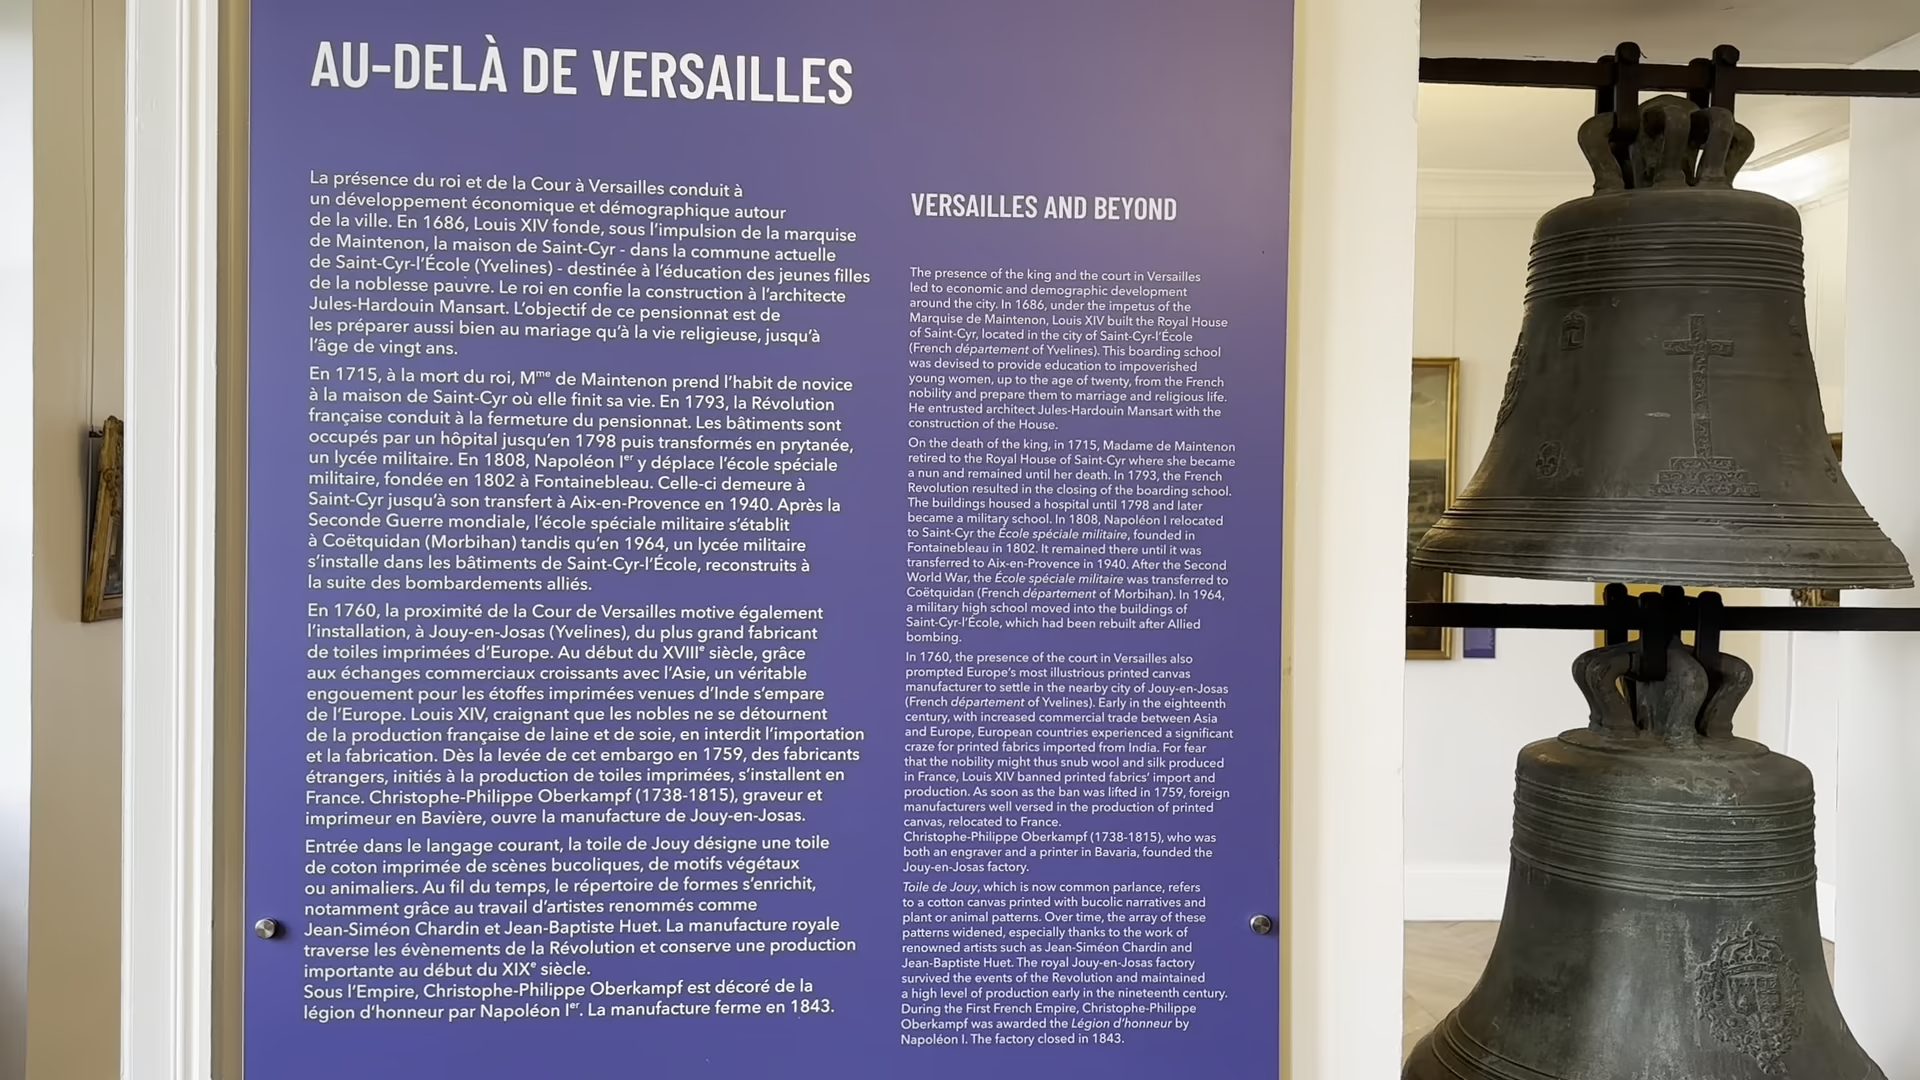 AU-DELÀ DE VERSAILLES
La présence du roi et de la Cour à Versailles conduit à
un développement économique et démographique autour
de la ville. En 1686, Louis XIV fonde, sous l'impulsion de la marquise
de Maintenon, la maison de Saint-Cyr - dans la commune actuelle
de Saint-Cyr-l'École (Yvelines) - destinée à l'éducation des jeunes filles
de la noblesse pauvre. Le roi en confie la construction à l'architecte
Jules-Hardouin Mansart. L'objectif de ce pensionnat est de
les préparer aussi bien au mariage qu'à la vie religieuse, jusqu'à
l'âge de vingt ans.
En 1715, à la mort du roi, Mme de Maintenon prend l'habit de novice
à la maison de Saint-Cyr où elle finit sa vie. En 1793, la Révolution
française conduit à la fermeture du pensionnat. Les bâtiments sont
occupés par un hôpital jusqu'en 1798 puis transformés en prytanée,
un lycée militaire. En 1808, Napoléon Ier y déplace l'école spéciale
militaire, fondée en 1802 à Fontainebleau. Celle-ci demeure à
Saint-Cyr jusqu'à son transfert à Aix-en-Provence en 1940. Après la
Seconde Guerre mondiale, l'école spéciale militaire s'établit
à Coëtquidan (Morbihan) tandis qu'en 1964, un lycée militaire
s'installe dans les bâtiments de Saint-Cyr-l'École, reconstruits à
la suite des bombardements alliés.
En 1760, la proximité de la Cour de Versailles motive également
l'installation, à Jouy-en-Josas (Yvelines), du plus grand fabricant
de toiles imprimées d'Europe. Au début du XVIIIe siècle, grâce
aux échanges commerciaux croissants avec l'Asie, un véritable
engouement pour les étoffes imprimées venues d'Inde s'empare
de l'Europe. Louis XIV, craignant que les nobles ne se détournent
de la production française de laine et de soie, en interdit l'importation
et la fabrication. Dès la levée de cet embargo en 1759, des fabricants
étrangers, initiés à la production de toiles imprimées, s'installent en
France. Christophe-Philippe Oberkampf (1738-1815), graveur et
imprimeur en Bavière, ouvre la manufacture de Jouy-en-Josas.
Entrée dans le langage courant, la toile de Jouy désigne une toile
de coton imprimée de scènes bucoliques, de motifs végétaux
ou animaliers. Au fil du temps, le répertoire de formes s'enrichit,
notamment grâce au travail d'artistes renommés comme
Jean-Siméon Chardin et Jean-Baptiste Huet. La manufacture royale
traverse les évènements de la Révolution et conserve une production
importante au début du XIXe siècle.
Sous l'Empire, Christophe-Philippe Oberkampf est décoré de la
légion d'honneur par Napoléon Ier. La manufacture ferme en 1843.
VERSAILLES AND BEYOND
The presence of the king and the court in Versailles
led to economic and demographic development
around the city. In 1686, under the impetus of the
Marquise de Maintenon, Louis XIV built the Royal House
of Saint-Cyr, located in the city of Saint-Cyr-l'École
(French département of Yvelines). This boarding school
was devised to provide education to impoverished
young women, up to the age of twenty, from the French
nobility and prepare them to marriage and religious life.
He entrusted architect Jules-Hardouin Mansart with the
construction of the House.
On the death of the king, in 1715, Madame de Maintenon
retired to the Royal House of Saint-Cyr where she became
a nun and remained until her death. In 1793, the French
Revolution resulted in the closing of the boarding school.
The buildings housed a hospital until 1798 and later
became a military school. In 1808, Napoléon I relocated
to Saint-Cyr the École spéciale militaire, founded in
Fontainebleau in 1802. It remained there until it was
transferred to Aix-en-Provence in 1940. After the Second
World War, the École spéciale militaire was transferred to
Coëtquidan (French département of Morbihan). In 1964,
a military high school moved into the buildings of
Saint-Cyr-l'École, which had been rebuilt after Allied
bombing.
In 1760, the presence of the court in Versailles also
prompted Europe's most illustrious printed canvas
manufacturer to settle in the nearby city of Jouy-en-Josas
(French département of Yvelines). Early in the eighteenth
century, with increased commercial trade between Asia
and Europe, European countries experienced a significant
craze for printed fabrics imported from India. For fear
that the nobility might thus snub wool and silk produced
in France, Louis XIV banned printed fabrics' import and
production. As soon as the ban was lifted in 1759, foreign
manufacturers well versed in the production of printed
canvas, relocated to France.
Christophe-Philippe Oberkampf (1738-1815), who was
both an engraver and a printer in Bavaria, founded the
Jouy-en-Josas factory.
Toile de Jouy, which is now common parlance, refers
to a cotton canvas printed with bucolic narratives and
plant or animal patterns. Over time, the array of these
patterns widened, especially thanks to the work of
renowned artists such as Jean-Siméon Chardin and
Jean-Baptiste Huet. The royal Jouy-en-Josas factory
survived the events of the Revolution and maintained
a high level of production early in the nineteenth century.
During the First French Empire, Christophe-Philippe
Oberkampf was awarded the Légion d'honneur by
Napoléon I. The factory closed in 1843.